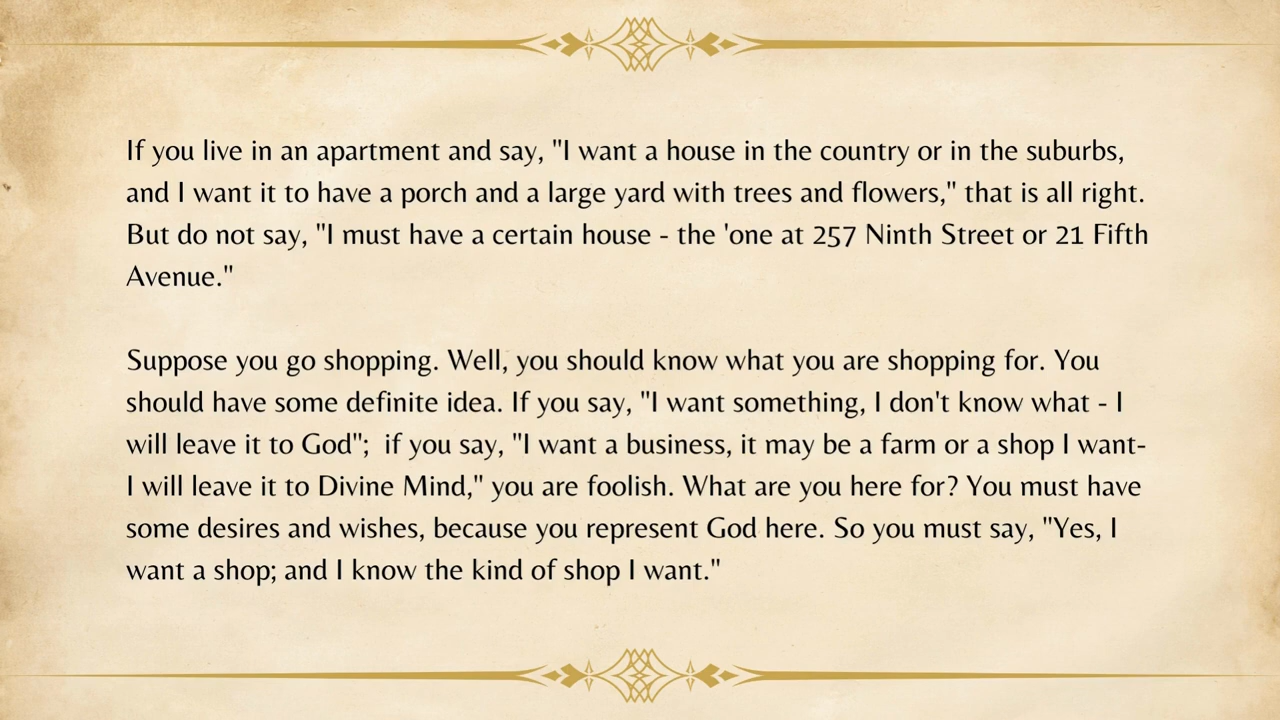 If you live in an apartment and say, "I want a house in the country or in the suburbs,
and I want it to have a porch and a large yard with trees and flowers," that is all right.
But do not say, "I must have a certain house - the 'one at 257 Ninth Street or 21 Fifth
Avenue."
Suppose you go shopping. Well, you should know what you are shopping for. You
should have some definite idea. If you say, "I want something, I don't know what - I
will leave it to God";  if you say, "I want a business, it may be a farm or a shop I want-
I will leave it to Divine Mind," you are foolish. What are you here for? You must have
some desires and wishes, because you represent God here. So you must say, "Yes, I
want a shop; and I know the kind of shop I want."